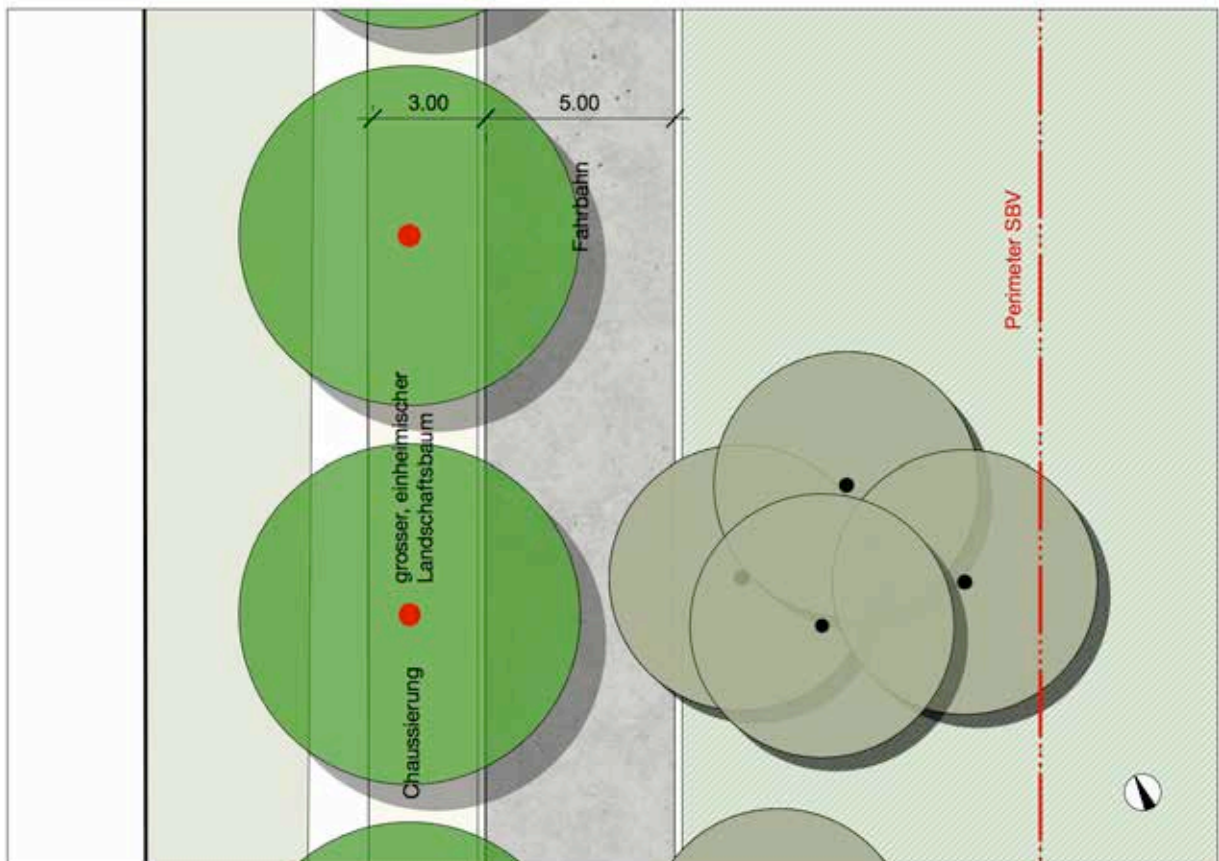 3.00
5.00
Fahrbahn
Perimeter SBV
grosser, einheimischer
Landschaftsbaum
Chaussierung